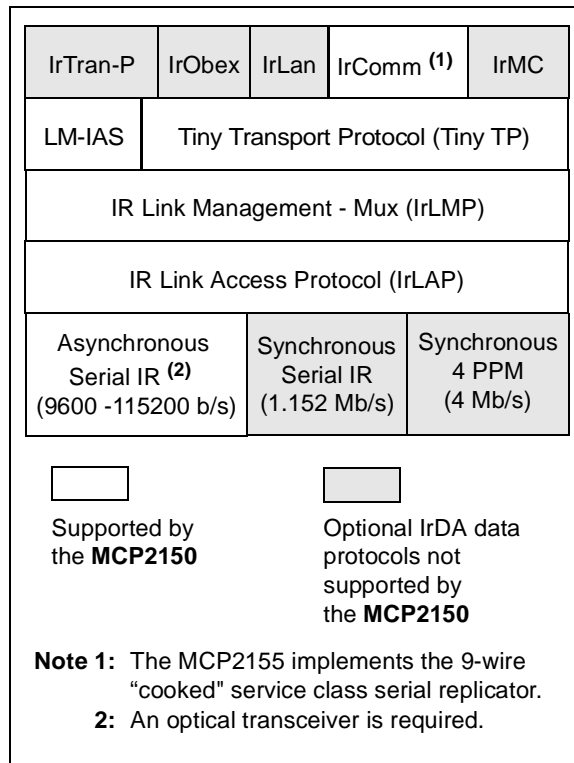 IrTran-P IrObex IrLan IrComm (1) IrMC
LM-IAS Tiny Transport Protocol (Tiny TP)
IR Link Management - Mux (IrLMP)
IR Link Access Protocol (IrLAP)
Asynchronous
Serial IR (2)
(9600 -115200 b/s)
Synchronous
Serial IR
(1.152 Mb/s)
Synchronous
4 PPM
(4 Mb/s)
Supported by
the MCP2150
Optional IrDA data
protocols not
supported by
the MCP2150
Note 1: The MCP2155 implements the 9-wire
“cooked" service class serial replicator.
2: An optical transceiver is required.